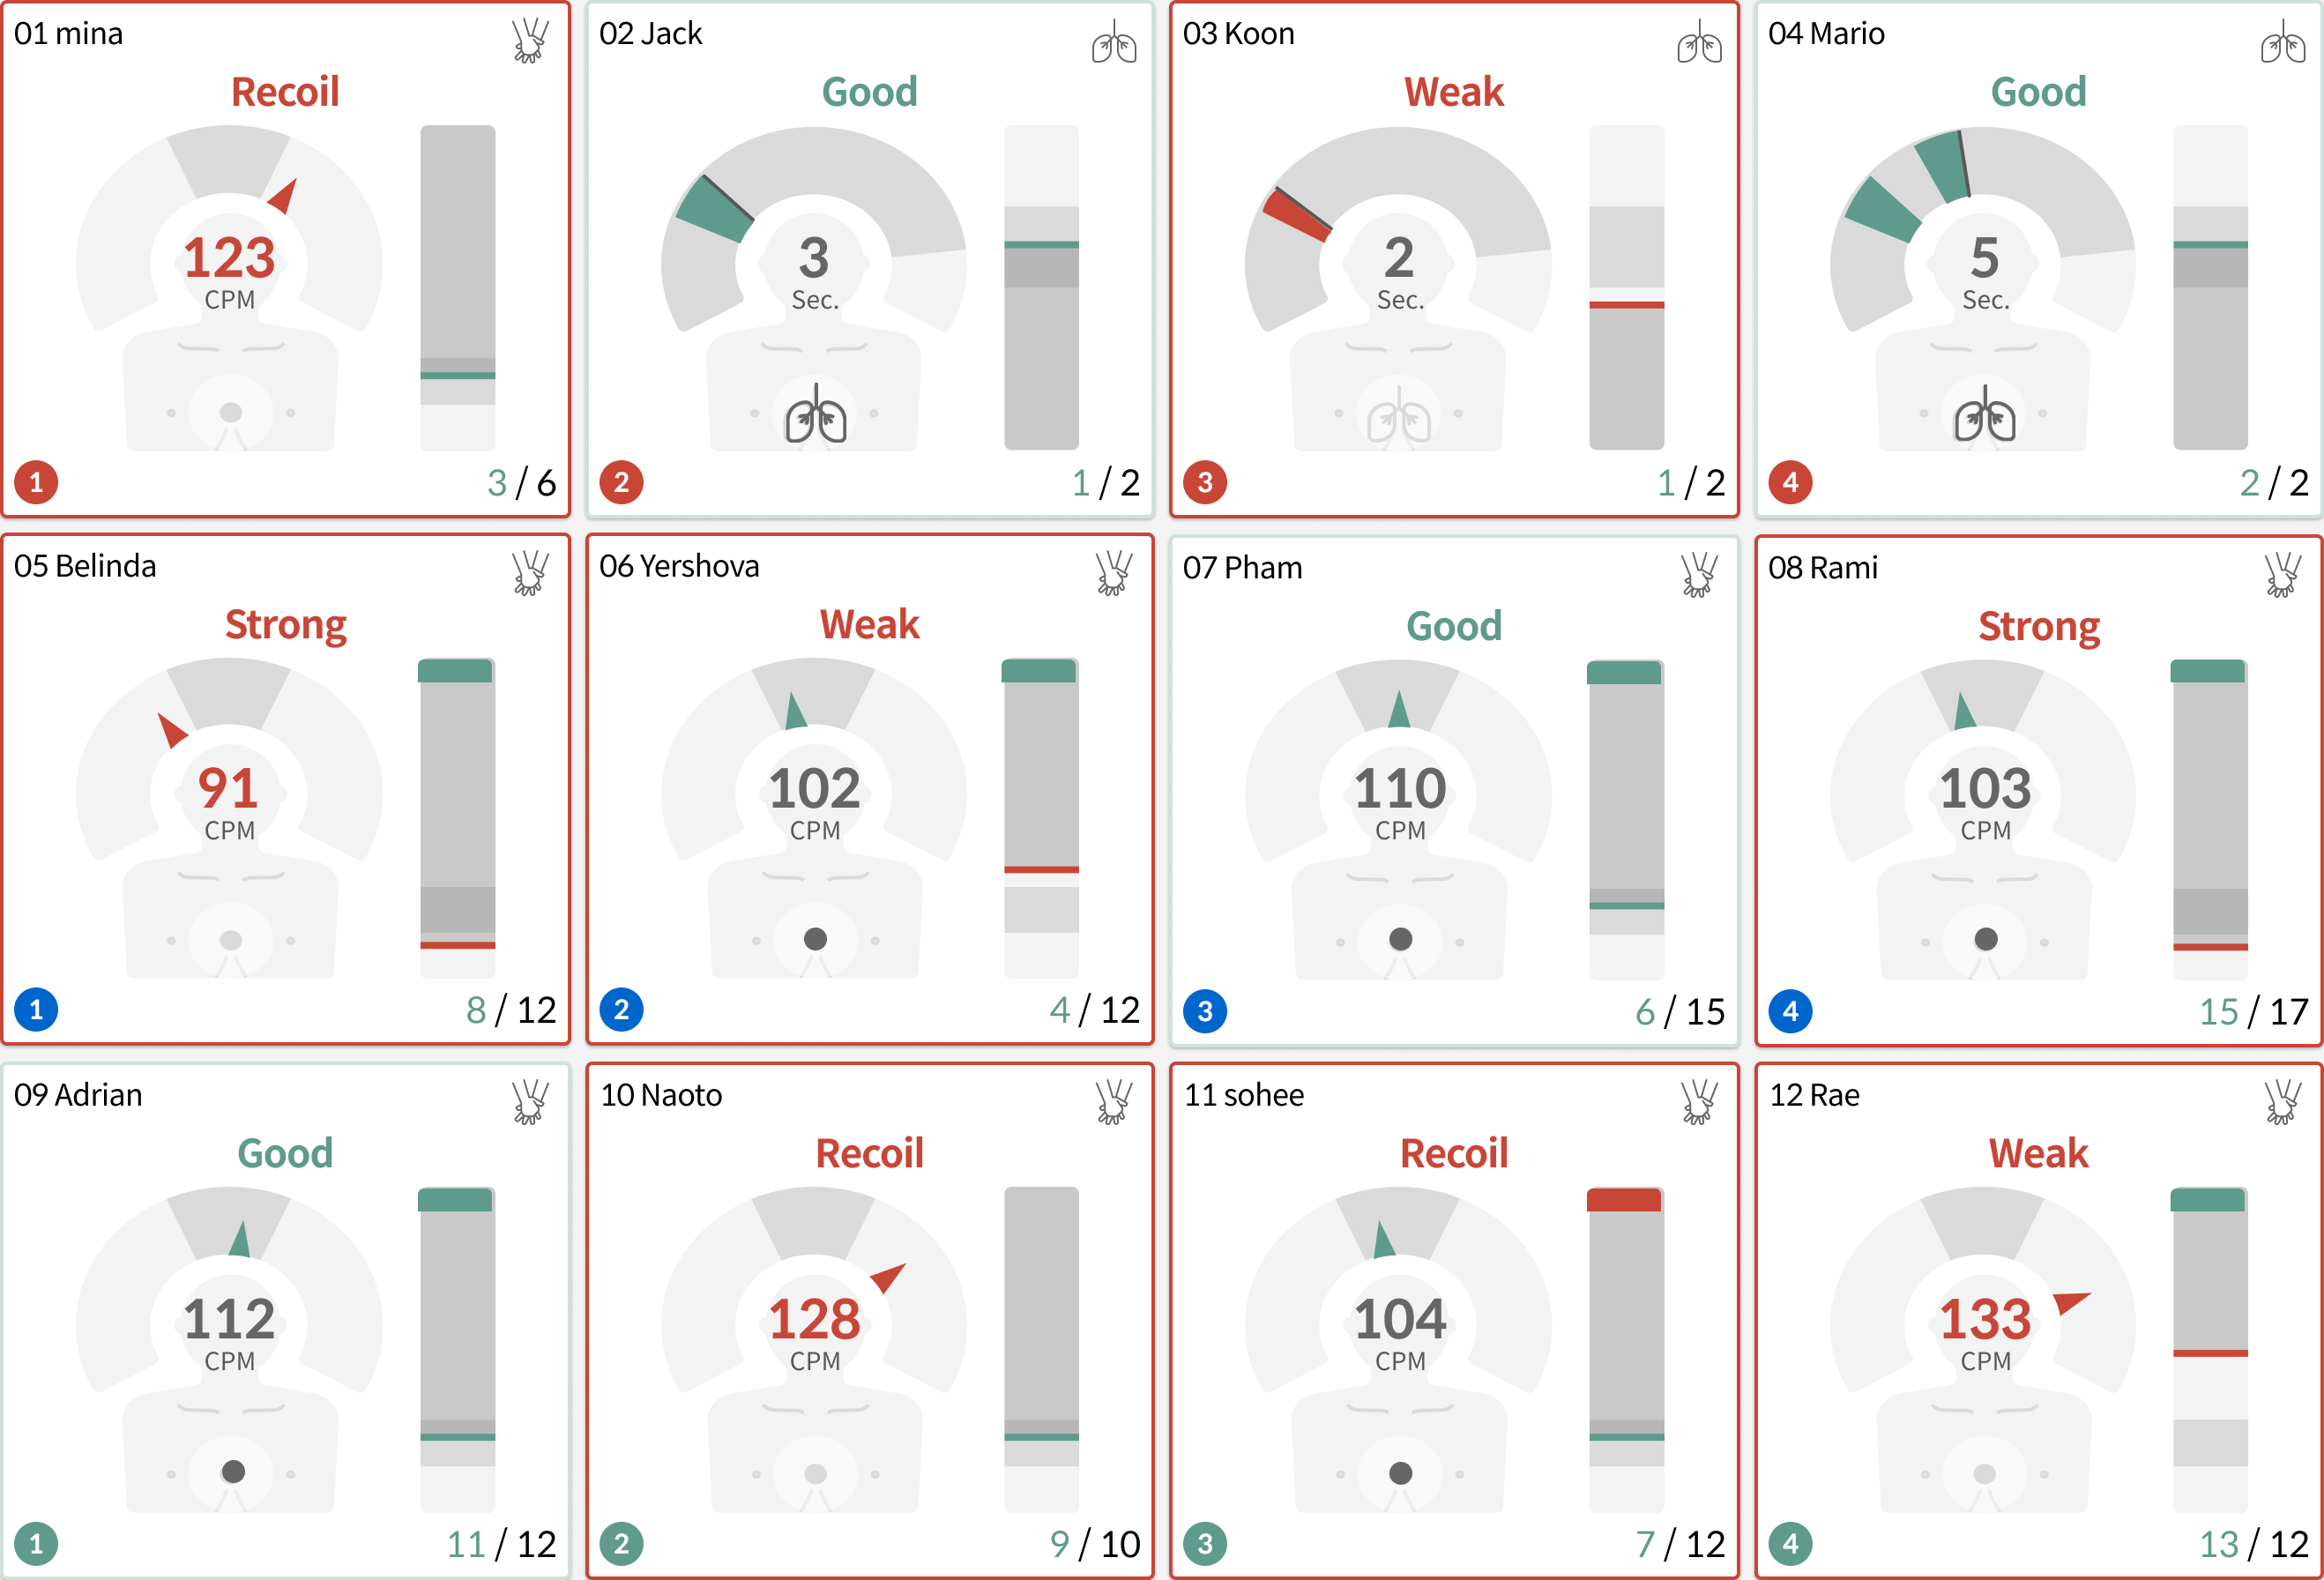 01 mina
Recoil
123
CPM
1
3 / 6
02 Jack
Good
3
Sec.
2
1 / 2
03 Koon
Weak
2
Sec.
3
1 / 2
04 Mario
Good
5
Sec.
4
2 / 2
05 Belinda
Strong
91
CPM
1
8 / 12
06 Yershova
Weak
102
CPM
2
4 / 12
07 Pham
Good
110
CPM
3
6 / 15
08 Rami
Strong
103
CPM
4
15 / 17
09 Adrian
Good
112
CPM
1
11 / 12
10 Naoto
Recoil
128
CPM
2
9 / 10
11 sohee
Recoil
104
CPM
3
7 / 12
12 Rae
Weak
133
CPM
4
13 / 12